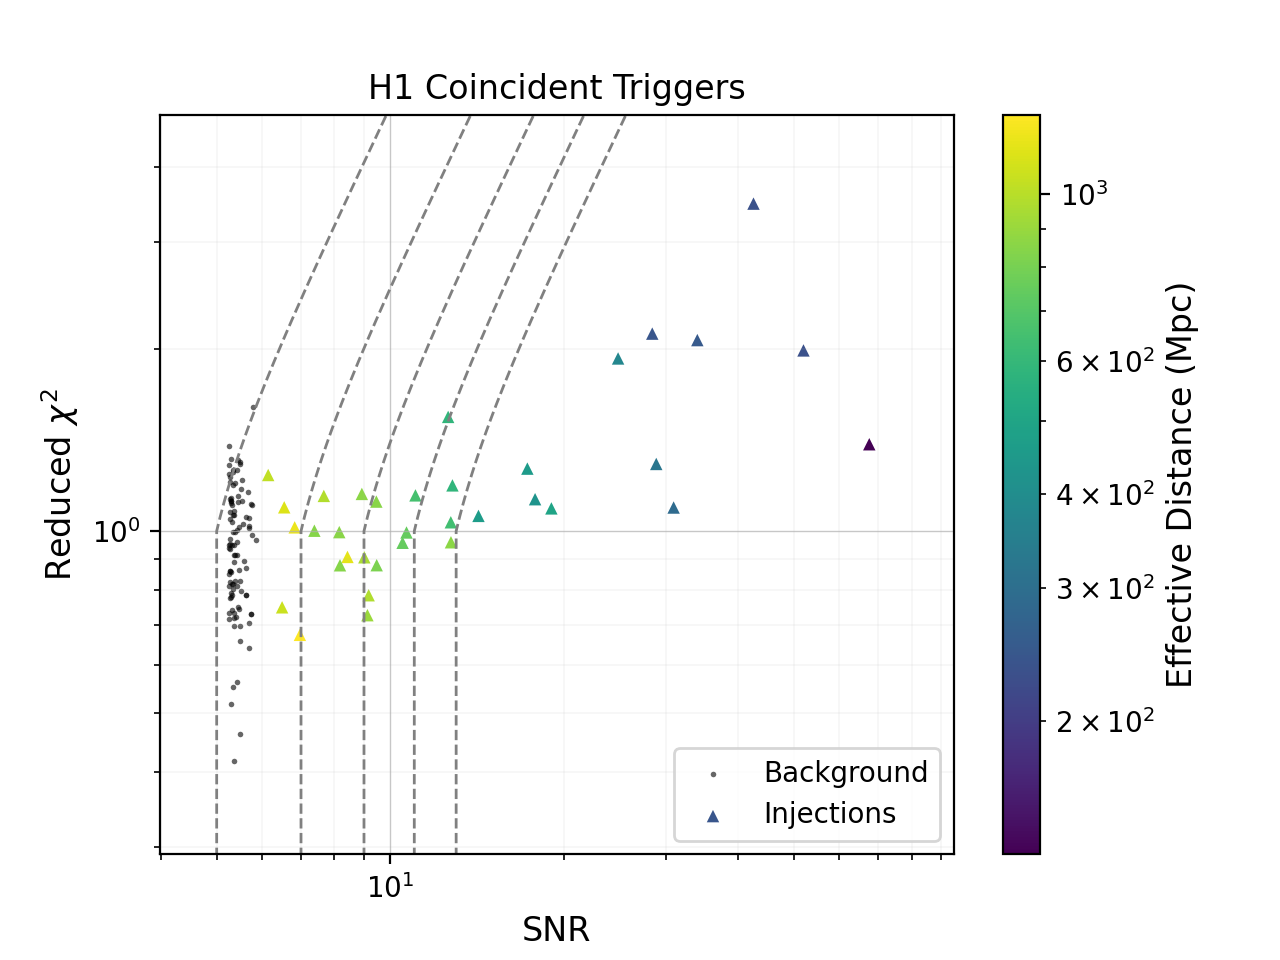 H1 Coincident Triggers
Reduced χ²
10⁰
10¹
SNR
Background
Injections
10³
6 × 10²
4 × 10²
3 × 10²
2 × 10²
Effective Distance (Mpc)